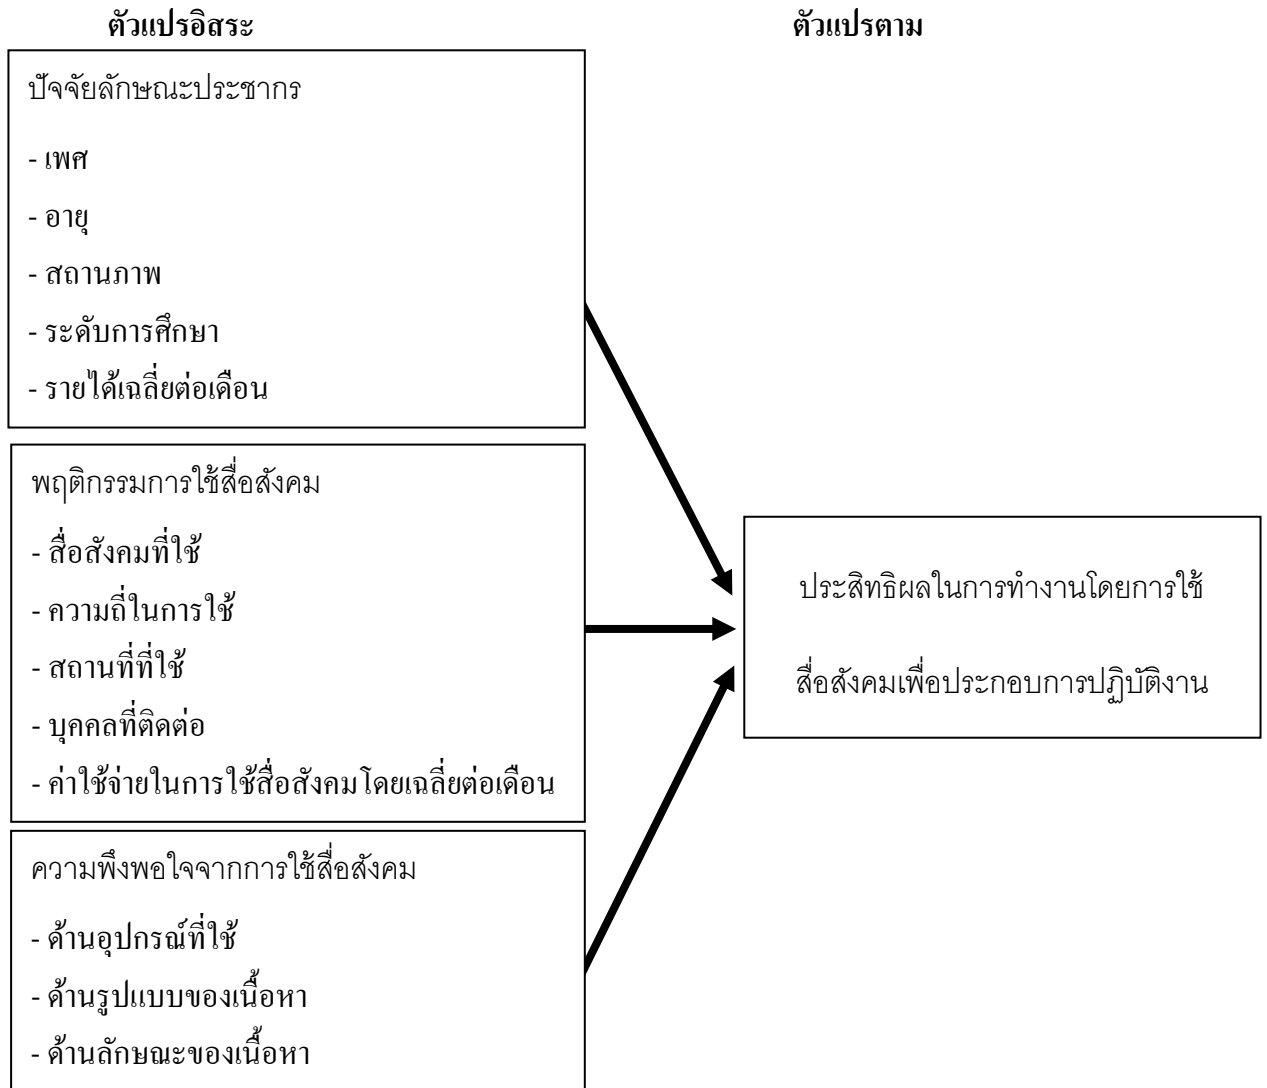 ตัวแปรอิสระ
ตัวแปรตาม
ปัจจัยลักษณะประชากร
- เพศ
- อายุ
- สถานภาพ
- ระดับการศึกษา
- รายได้เฉลี่ยต่อเดือน
พฤติกรรมการใช้สื่อสังคม
- สื่อสังคมที่ใช้
- ความถี่ในการใช้
- สถานที่ที่ใช้
- บุคคลที่ติดต่อ
- ค่าใช้จ่ายในการใช้สื่อสังคมโดยเฉลี่ยต่อเดือน
ความพึงพอใจจากการใช้สื่อสังคม
- ด้านอุปกรณ์ที่ใช้
- ด้านรูปแบบของเนื้อหา
- ด้านลักษณะของเนื้อหา
ประสิทธิผลในการทำงานโดยการใช้
สื่อสังคมเพื่อประกอบการปฏิบัติงาน